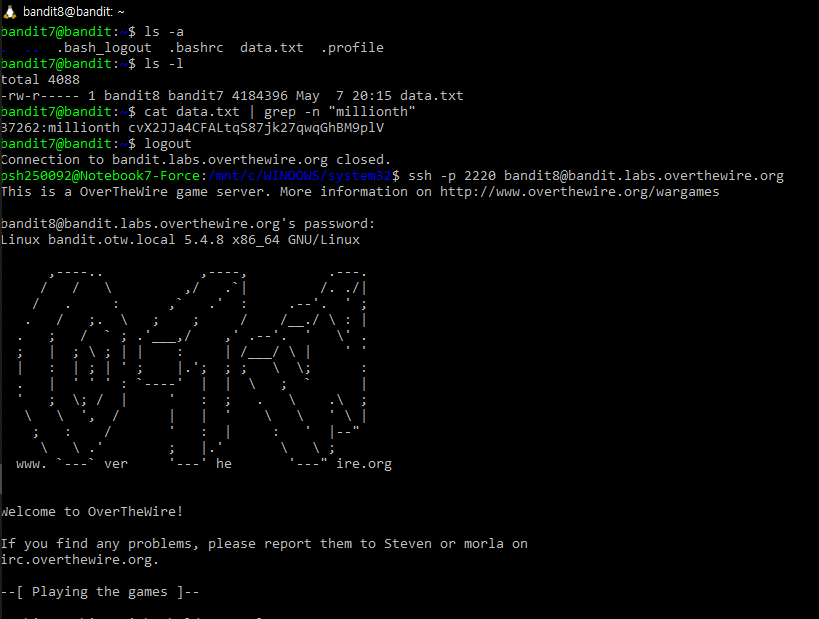 bandit8@bandit: ~
bandit7@bandit:~$ ls -a
.  ..  .bash_logout  .bashrc  data.txt  .profile
bandit7@bandit:~$ ls -l
total 4088
-rw-r----- 1 bandit8 bandit7 4184396 May  7 20:15 data.txt
bandit7@bandit:~$ cat data.txt | grep -n "millionth"
37262:millionth cvX2JJa4CFALtqS87jk27qwqGhBM9plV
bandit7@bandit:~$ logout
Connection to bandit.labs.overthewire.org closed.
psh250092@Notebook7-Force:/mnt/c/WINDOWS/system32$ ssh -p 2220 bandit8@bandit.labs.overthewire.org
This is a OverTheWire game server. More information on http://www.overthewire.org/wargames
bandit8@bandit.labs.overthewire.org's password:
Linux bandit.otw.local 5.4.8 x86_64 GNU/Linux
www. ver he ire.org
Welcome to OverTheWire!
If you find any problems, please report them to Steven or morla on
irc.overthewire.org.
--[ Playing the games ]--